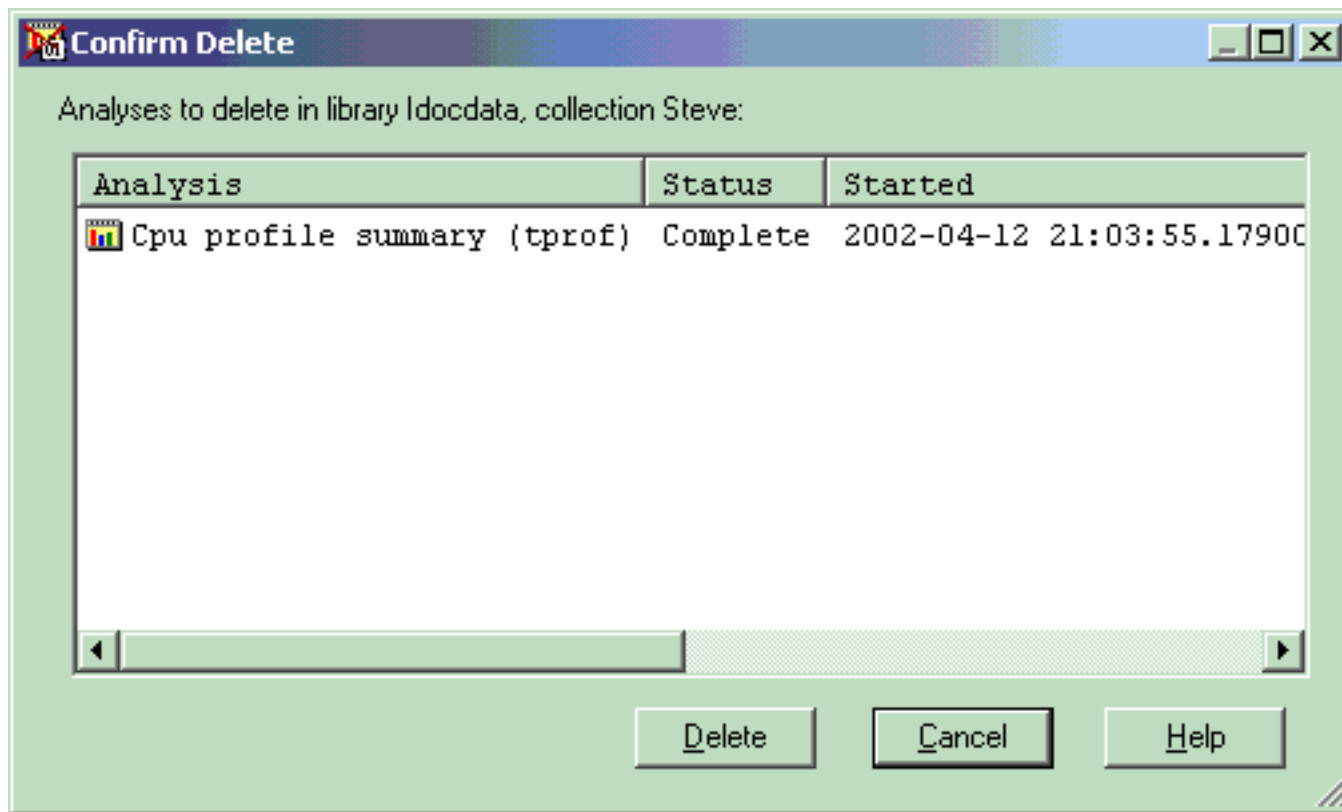 Confirm Delete
Analyses to delete in library Idocdata, collection Steve:
Analysis Status Started
Cpu profile summary (tprof) Complete 2002-04-12 21:03:55.17900
Delete Cancel Help